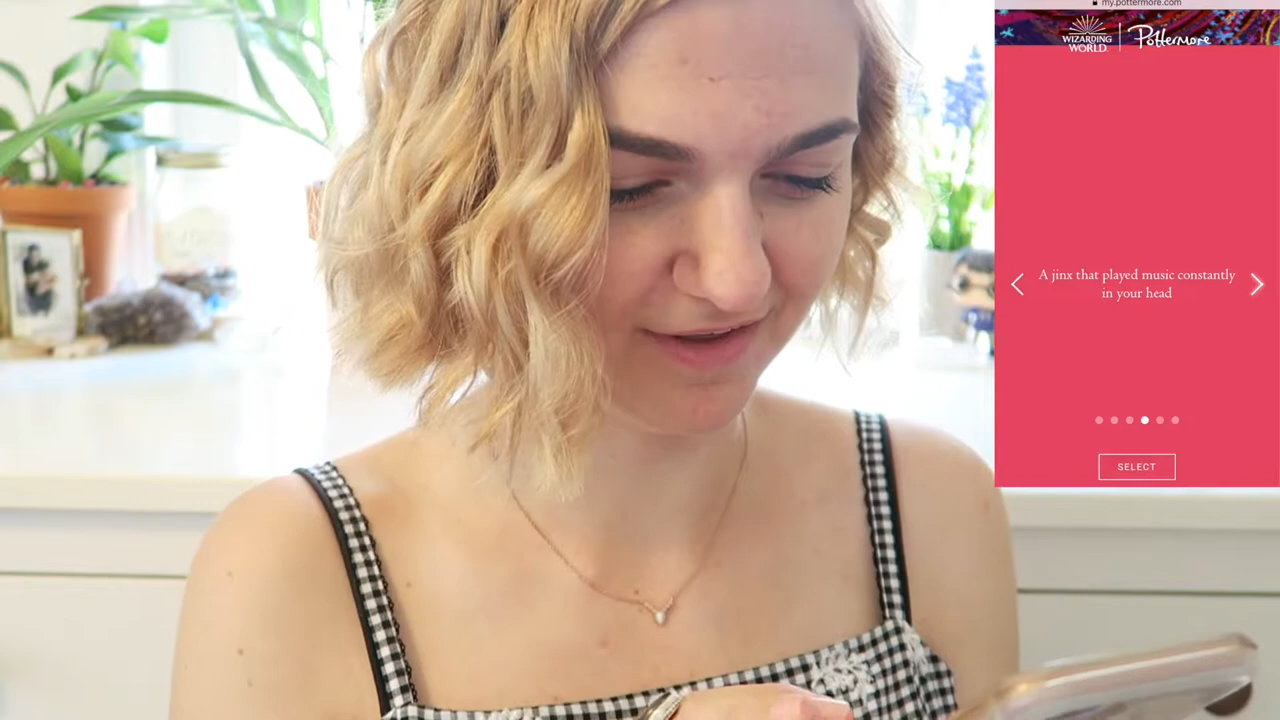 my.pottermore.com
WIZARDING
WORLD
Pottermore
A jinx that played music constantly
in your head
SELECT